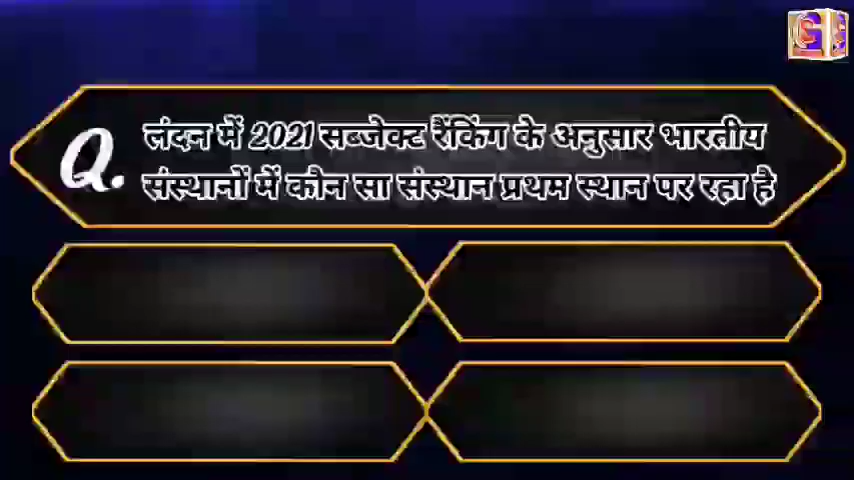 Q. लंदन में 2021 सब्जेक्ट रैंकिंग के अनुसार भारतीय
संस्थानों में कौन सा संस्थान प्रथम स्थान पर रहा है